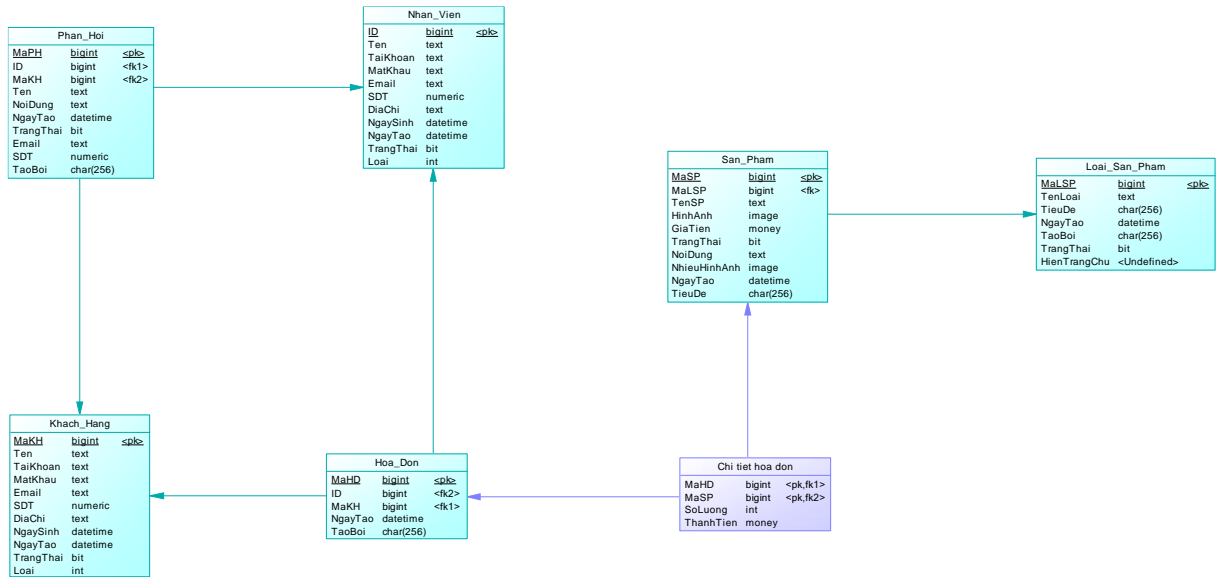 Phan_Hoi
MaPH bigint <pk>
ID bigint <fk1>
MaKH bigint <fk2>
Ten text
NoiDung text
NgayTao datetime
TrangThai bit
Email text
SDT numeric
TaoBoi char(256)
Nhan_Vien
ID bigint <pk>
Ten text
TaiKhoan text
MatKhau text
Email text
SDT numeric
DiaChi text
NgaySinh datetime
NgayTao datetime
TrangThai bit
Loai int
San_Pham
MaSP bigint <pk>
MaLSP bigint <fk>
TenSP text
HinhAnh image
GiaTien money
TrangThai bit
NoiDung text
NhieuHinhAnh image
NgayTao datetime
TieuDe char(256)
Loai_San_Pham
MaLSP bigint <pk>
TenLoai text
TieuDe char(256)
NgayTao datetime
TaoBoi char(256)
TrangThai bit
HienTrangChu <Undefined>
Khach_Hang
MaKH bigint <pk>
Ten text
TaiKhoan text
MatKhau text
Email text
SDT numeric
DiaChi text
NgaySinh datetime
NgayTao datetime
TrangThai bit
Loai int
Hoa_Don
MaHD bigint <pk>
ID bigint <fk2>
MaKH bigint <fk1>
NgayTao datetime
TaoBoi char(256)
Chi tiet hoa don
MaHD bigint <pk,fk1>
MaSP bigint <pk,fk2>
SoLuong int
ThanhTien money